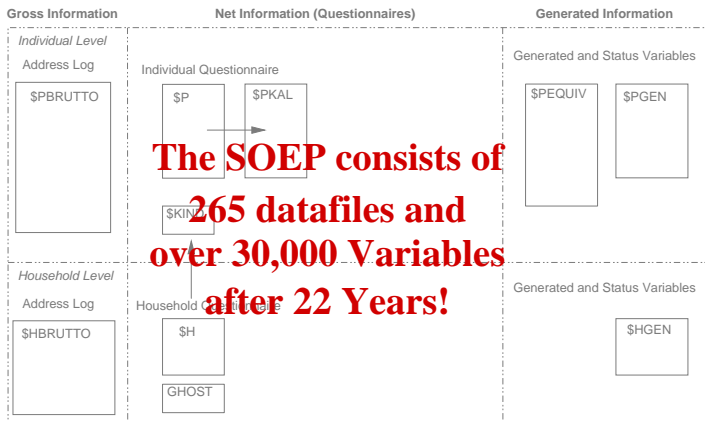 Gross Information
Net Information (Questionnaires)
Generated Information
Individual Level
Address Log
$PBRUTTO
Individual Questionnaire
$P
$PKAL
$KIND
Generated and Status Variables
$PEQUIV
$PGEN
The SOEP consists of
265 datafiles and
over 30,000 Variables
after 22 Years!
Household Level
Address Log
$HBRUTTO
Household Questionnaire
$H
GHOST
Generated and Status Variables
$HGEN